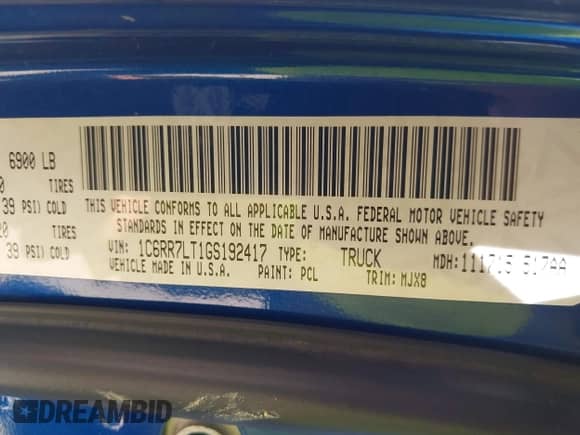 6900 LB
0 TIRES
39 PSI) COLD
20 TIRES
39 PSI) COLD
THIS VEHICLE CONFORMS TO ALL APPLICABLE U.S.A. FEDERAL MOTOR VEHICLE SAFETY
STANDARDS IN EFFECT ON THE DATE OF MANUFACTURE SHOWN ABOVE.
VIN: 1C6RR7LT1GS192417 TYPE: TRUCK MDH: 111715 51744
VEHICLE MADE IN U.S.A. PAINT: PCL TRIM: MJX8
DREAMBID